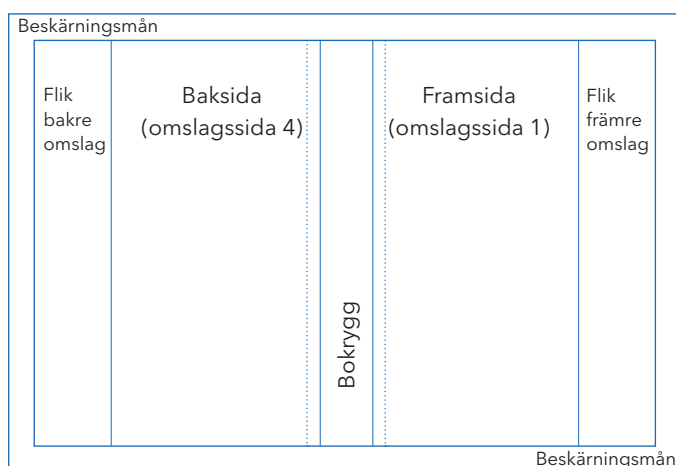 Beskärningsmån
Flik
bakre
omslag
Baksida
(omslagssida 4)
Bokrygg
Framsida
(omslagssida 1)
Flik
främre
omslag
Beskärningsmån